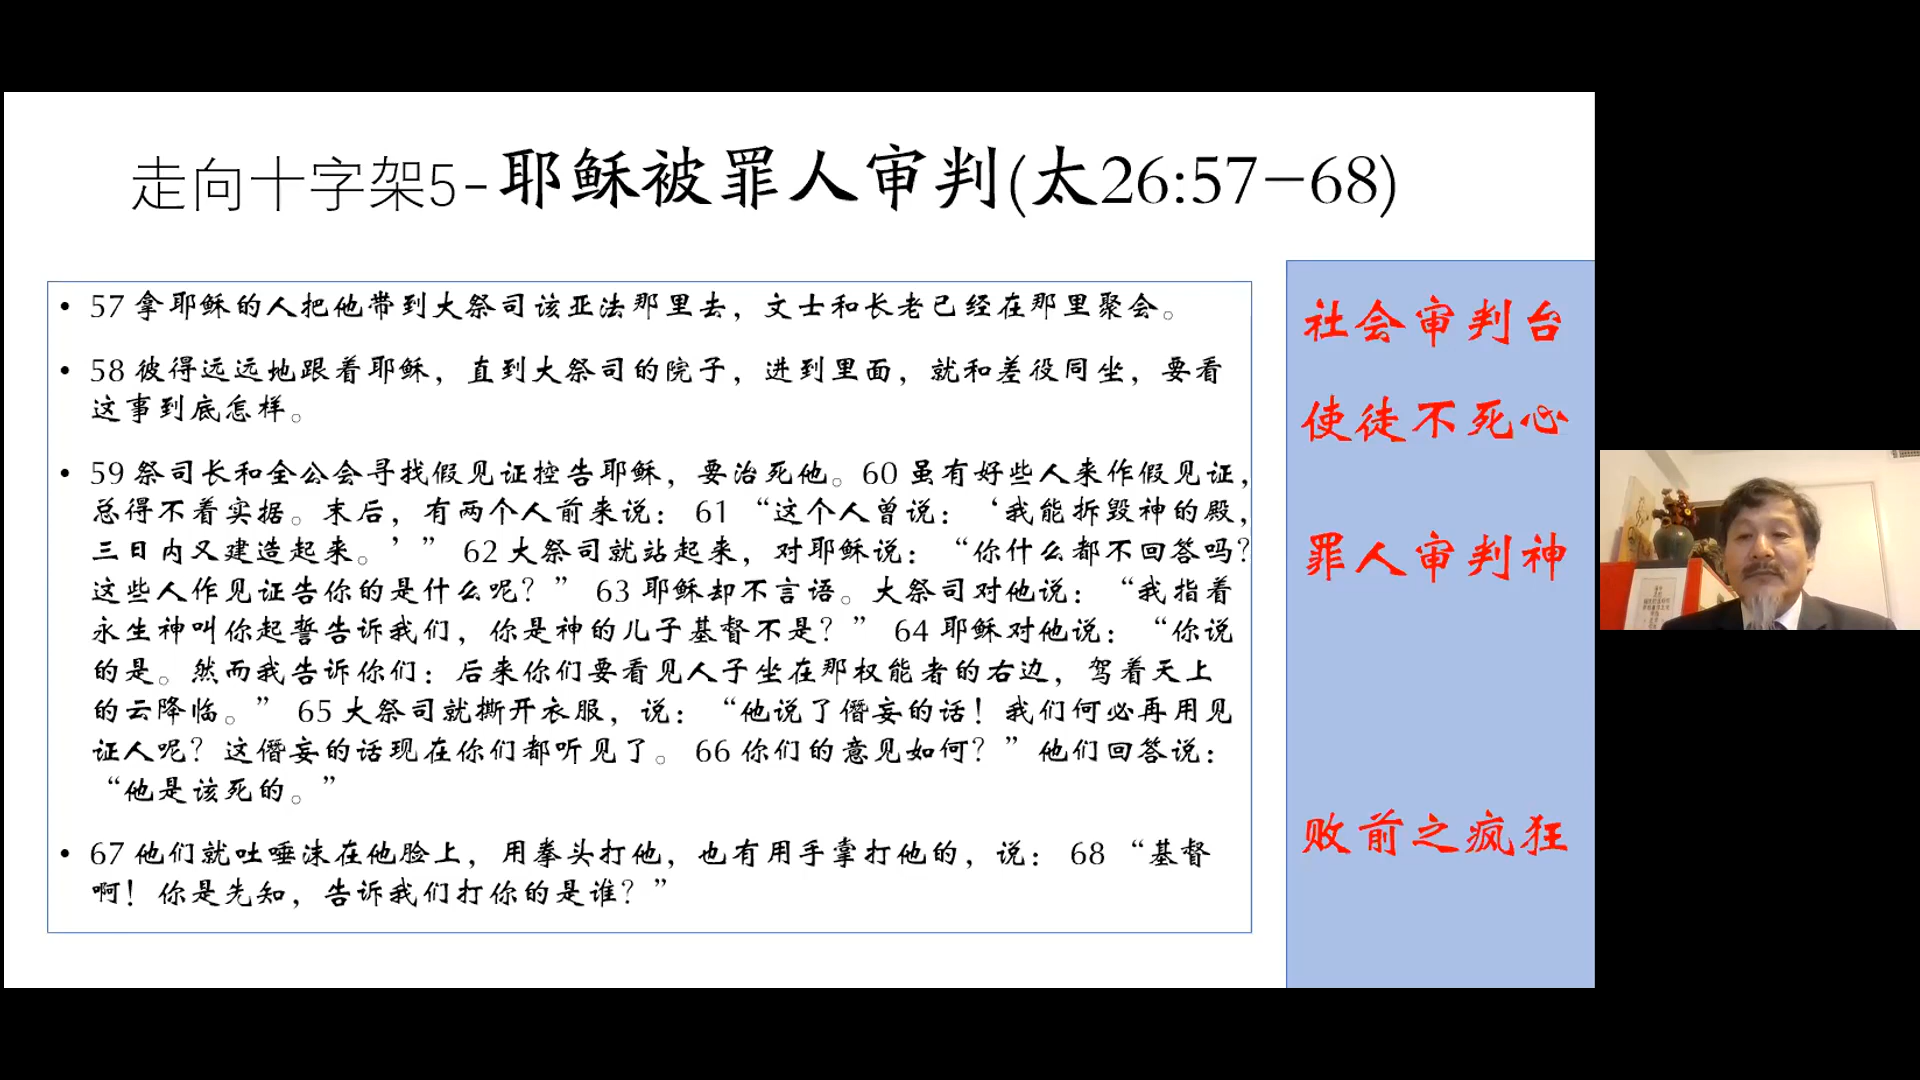 走向十字架5-耶稣被罪人审判(太26:57-68)
• 57 拿耶稣的人把他带到大祭司该亚法那里去，文士和长老已经在那里聚会。
• 58 彼得远远地跟着耶稣，直到大祭司的院子，进到里面，就和差役同坐，要看
这事到底怎样。
• 59 祭司长和全公会寻找假见证控告耶稣，要治死他。60 虽有好些人来作假见证，
总得不着实据。末后，有两个人前来说： 61 “这个人曾说：‘我能拆毁神的殿，
三日内又建造起来。’” 62 大祭司就站起来，对耶稣说：“你什么都不回答吗？
这些人作见证告你的是什么呢？” 63 耶稣却不言语。大祭司对他说：“我指着
永生神叫你起誓告诉我们，你是神的儿子基督不是？” 64 耶稣对他说：“你说
的是。然而我告诉你们：后来你们要看见人子坐在那权能者的右边，驾着天上
的云降临。” 65 大祭司就撕开衣服，说：“他说了僭妄的话！我们何必再用见
证人呢？这僭妄的话现在你们都听见了。 66 你们的意见如何？”他们回答说：
“他是该死的。”
• 67 他们就吐唾沫在他脸上，用拳头打他，也有用手掌打他的，说： 68 “基督
啊！你是先知，告诉我们打你的是谁？”
社会审判台
使徒不死心
罪人审判神
败前之疯狂